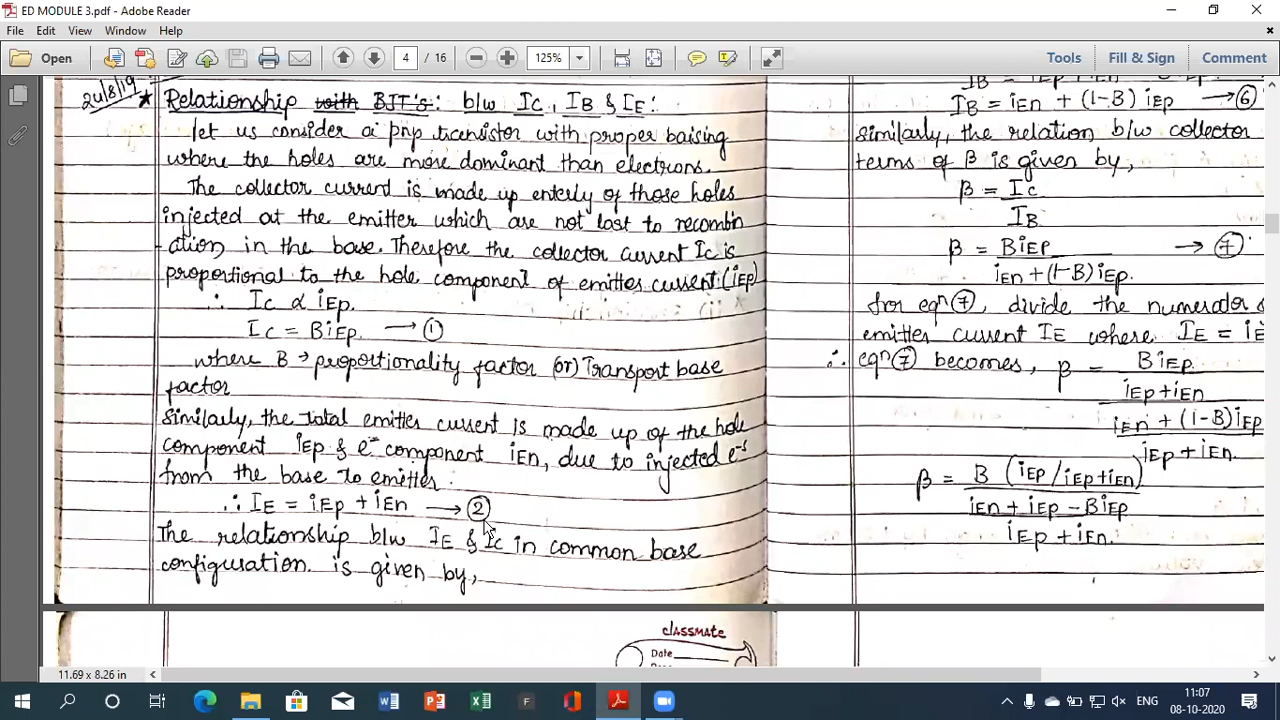 ED MODULE 3.pdf - Adobe Reader
File Edit View Window Help
Open 4 / 16 125% Tools Fill & Sign Comment
24/8/19 ★ Relationship with BJT's: b/w Ic, IB & IE:
let us consider a pnp transistor with proper baising
where the holes are more dominant than electrons.
The collector current is made up enterly of those holes
injected at the emitter which are not lost to recombin
-ation in the base. Therefore the collector current Ic is
proportional to the hole component of emitter current (iEp)
∴ Ic α iEp.
Ic = BiEp. → ①
where B → proportionality factor (or) Transport base
factor
Similarly, the total emitter current is made up of the hole
component iEp & e⁻ component iEn, due to injected e⁻s
from the base to emitter.
∴ IE = iEp + iEn → ②
The relationship b/w IE & Ic in common base
configuration is given by,
IB = iEn + (1-B) iEp → ⑥
Similarly, the relation b/w collector
terms of β is given by,
β = Ic
IB
β = BiEp → ⑦
iEn + (1-B) iEp.
for eqn ⑦, divide the numerator
emitter current IE where IE = iE
∴ eqn ⑦ becomes, β = BiEp
iEp + iEn
iEn + (1-B) iEp
iEp + iEn.
β = B (iEp / iEp + iEn)
iEn + iEp - BiEp
iEp + iEn.
classmate
Date
11.69 x 8.26 in
ENG
11:07
08-10-2020